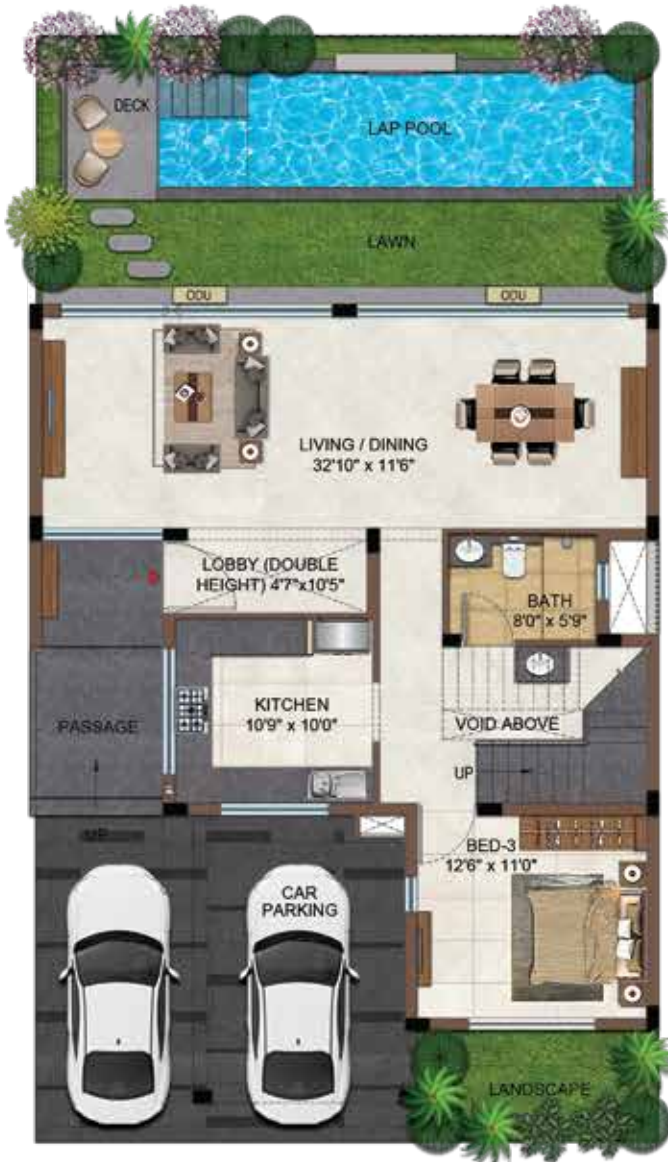 DECK
LAP POOL
LAWN
ODU
ODU
LIVING / DINING
32'10" x 11'6"
LOBBY (DOUBLE
HEIGHT) 4'7"x10'5"
BATH
8'0" x 5'9"
KITCHEN
10'9" x 10'0"
PASSAGE
VOID ABOVE
UP
UP
BED-3
12'6" x 11'0"
CAR
PARKING
LANDSCAPE